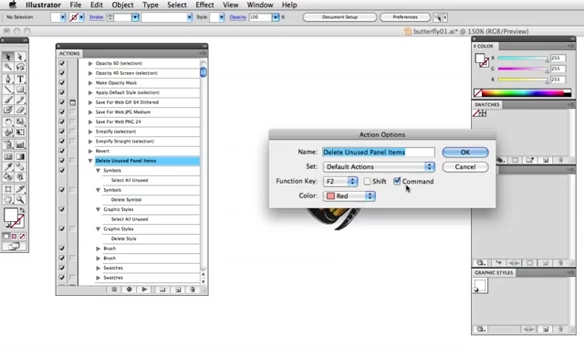 Illustrator File Edit Object Type Select Effect View Window Help
No Selection Stroke: Style: Opacity 100 % Document Setup Preferences
butterfly01.ai* @ 150% (RGB/Preview)
ACTIONS
Opacity 60 (selection)
Opacity 40 Screen (selection)
Make Opacity Mask
Apply Default Style (selection)
Save For Web GIF 64 Dithered
Save For Web JPG Medium
Save For Web PNG 24
Simplify (selection)
Simplify Straight (selection)
Revert
Delete Unused Panel Items
Symbols
Select All Unused
Symbols
Delete Symbol
Graphic Styles
Select All Unused
Graphic Styles
Delete Style
Brush
Brush
Swatches
Swatches
Action Options
Name: Delete Unused Panel Items OK
Set: Default Actions Cancel
Function Key: F2 Shift Command
Color: Red
COLOR
255
255
255
SWATCHES
GRAPHIC STYLES